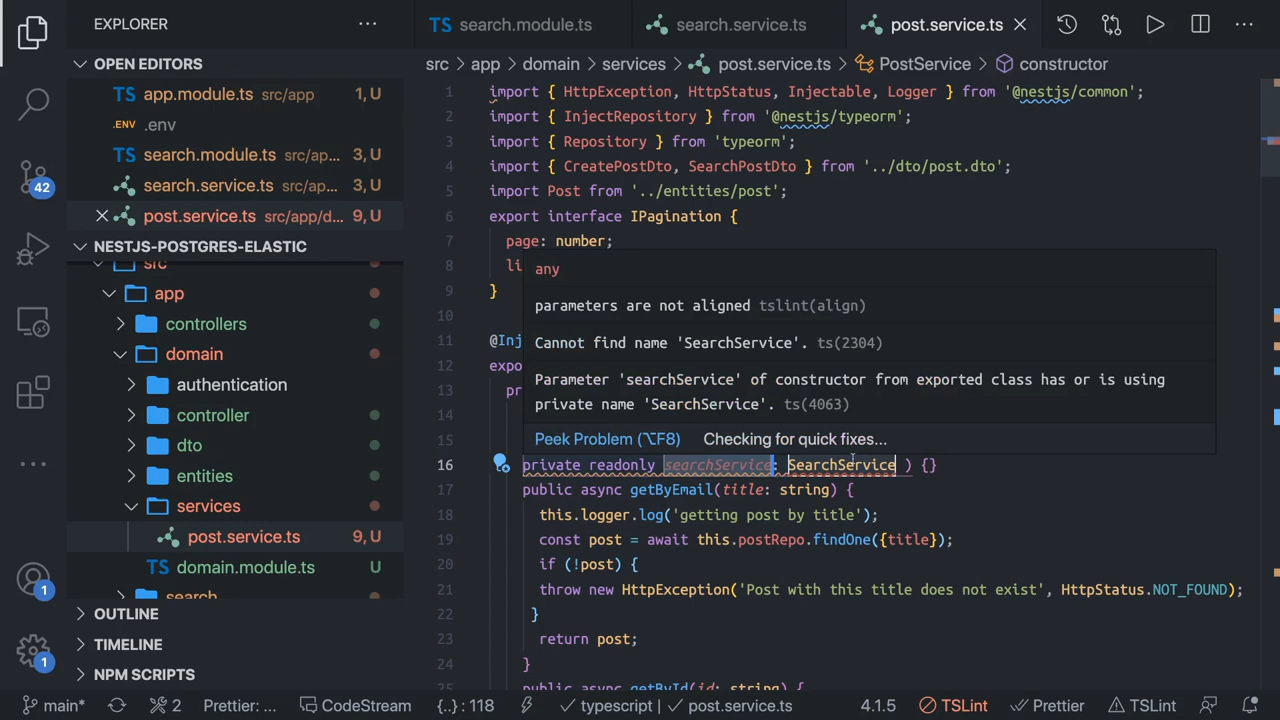 EXPLORER
TS search.module.ts
search.service.ts
post.service.ts
OPEN EDITORS
TS app.module.ts src/app 1, U
.ENV .env
TS search.module.ts src/ap... 3, U
search.service.ts src/ap... 3, U
post.service.ts src/app/d... 9, U
NESTJS-POSTGRES-ELASTIC
src
app
controllers
domain
authentication
controller
dto
entities
services
post.service.ts 9, U
TS domain.module.ts U
search
OUTLINE
TIMELINE
NPM SCRIPTS
42
1
1
src > app > domain > services > post.service.ts > PostService > constructor
1 import { HttpException, HttpStatus, Injectable, Logger } from '@nestjs/common';
2 import { InjectRepository } from '@nestjs/typeorm';
3 import { Repository } from 'typeorm';
4 import { CreatePostDto, SearchPostDto } from '../dto/post.dto';
5 import Post from '../entities/post';
6 export interface IPagination {
7 page: number;
8 li
9 }
10
11 @Inj
12 expo
13 pr
14
15
any
parameters are not aligned tslint(align)
Cannot find name 'SearchService'. ts(2304)
Parameter 'searchService' of constructor from exported class has or is using
private name 'SearchService'. ts(4063)
Peek Problem (⌥F8) Checking for quick fixes...
16 private readonly searchService: SearchService ) {}
17 public async getByEmail(title: string) {
18 this.logger.log('getting post by title');
19 const post = await this.postRepo.findOne({title});
20 if (!post) {
21 throw new HttpException('Post with this title does not exist', HttpStatus.NOT_FOUND);
22 }
23 return post;
24 }
25 public async getById(id: string) {
main* 2 Prettier: ... CodeStream {..} : 118 typescript | post.service.ts 4.1.5 TSLint Prettier TSLint